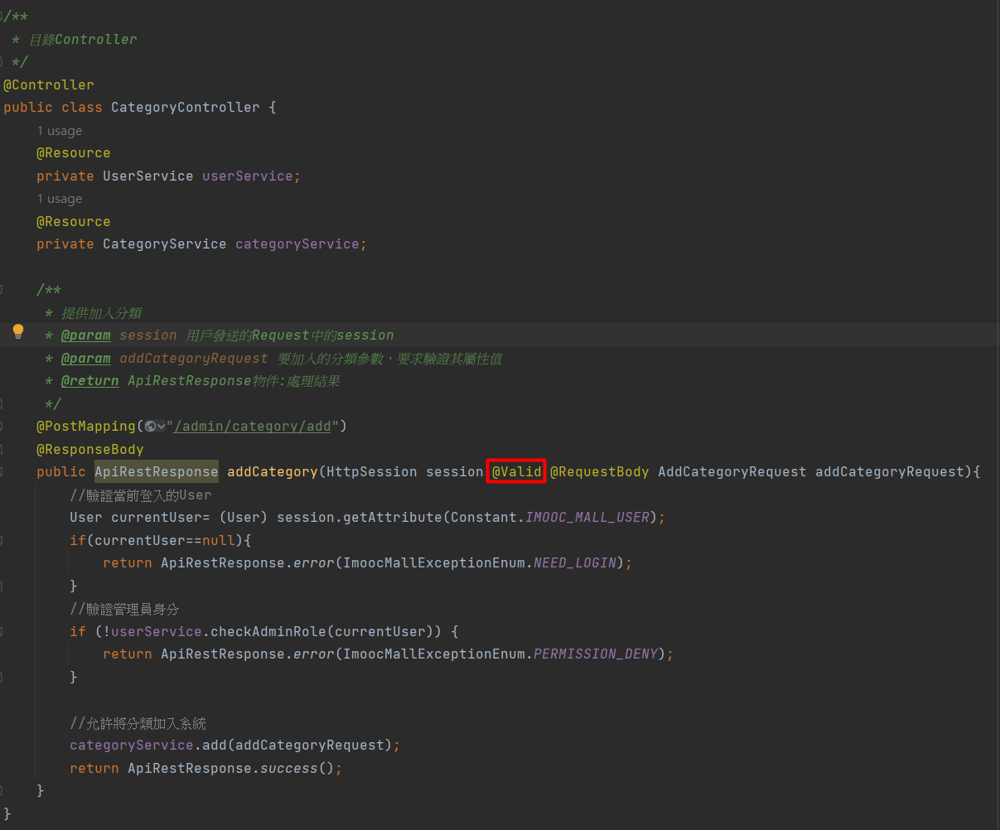 /**
 * 目錄Controller
 */
@Controller
public class CategoryController {
1 usage
@Resource
private UserService userService;
1 usage
@Resource
private CategoryService categoryService;
/**
 * 提供加入分類
 * @param session 用戶發送的Request中的session
 * @param addCategoryRequest 要加入的分類參數，要求驗證其屬性值
 * @return ApiRestResponse物件:處理結果
 */
@PostMapping("/admin/category/add")
@ResponseBody
public ApiRestResponse addCategory(HttpSession session @Valid @RequestBody AddCategoryRequest addCategoryRequest){
//驗證當前登入的User
User currentUser= (User) session.getAttribute(Constant.IMOOC_MALL_USER);
if(currentUser==null){
return ApiRestResponse.error(ImoocMallExceptionEnum.NEED_LOGIN);
}
//驗證管理員身分
if (!userService.checkAdminRole(currentUser)) {
return ApiRestResponse.error(ImoocMallExceptionEnum.PERMISSION_DENY);
}
//允許將分類加入系統
categoryService.add(addCategoryRequest);
return ApiRestResponse.success();
}
}